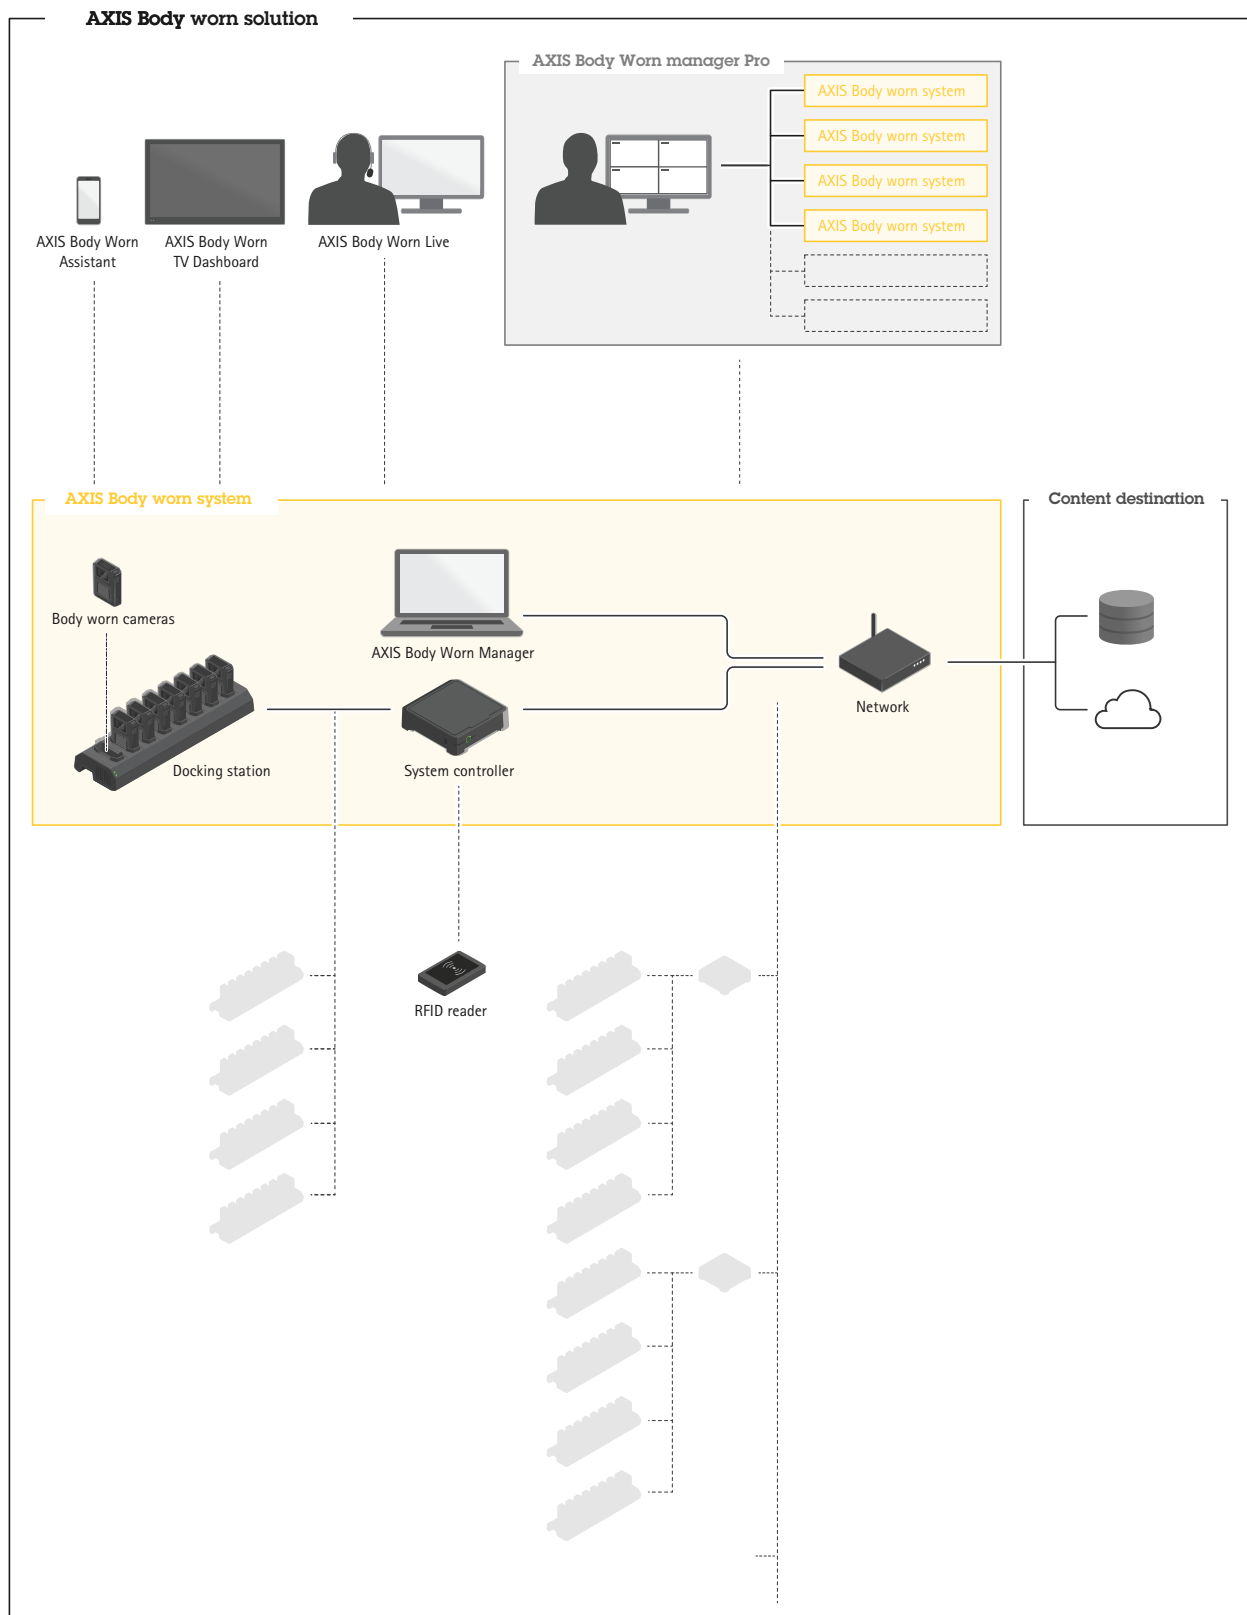 AXIS Body worn solution
AXIS Body Worn manager Pro
AXIS Body worn system
AXIS Body worn system
AXIS Body worn system
AXIS Body worn system
AXIS Body Worn
Assistant
AXIS Body Worn
TV Dashboard
AXIS Body Worn Live
AXIS Body worn system
Content destination
Body worn cameras
AXIS Body Worn Manager
Network
Docking station
System controller
RFID reader